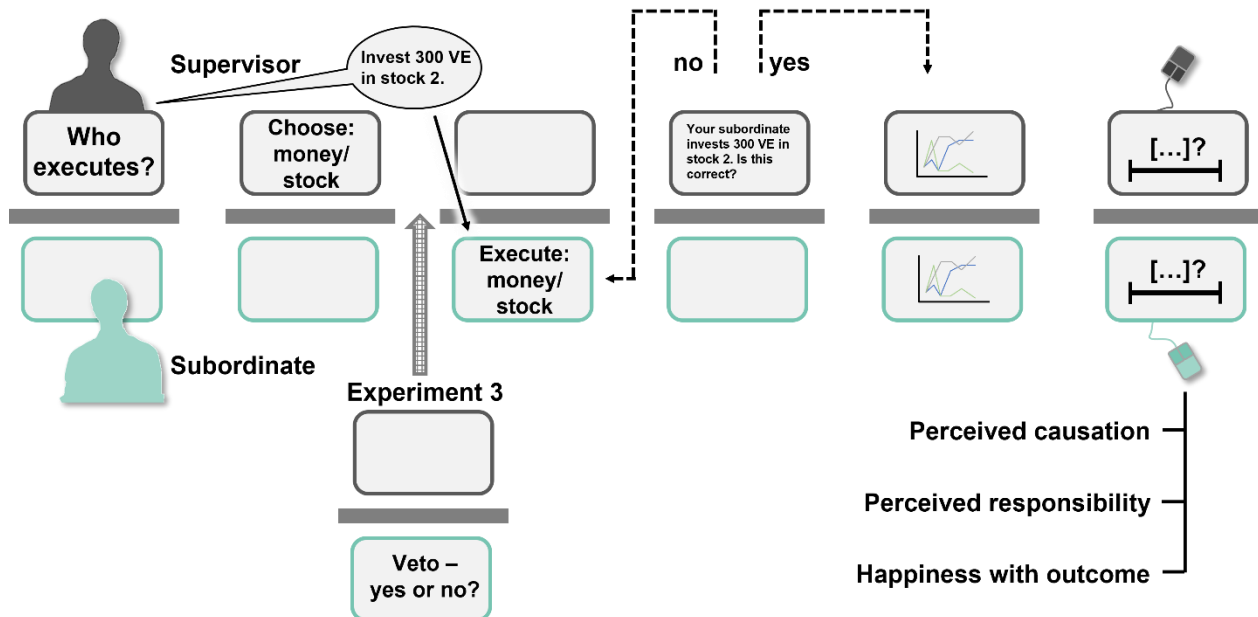 Supervisor
Invest 300 VE
in stock 2.
no
yes
Who
executes?
Choose:
money/
stock
Your subordinate
invests 300 VE in
stock 2. Is this
correct?
[…]?
Execute:
money/
stock
[…]?
Subordinate
Experiment 3
Veto –
yes or no?
Perceived causation
Perceived responsibility
Happiness with outcome